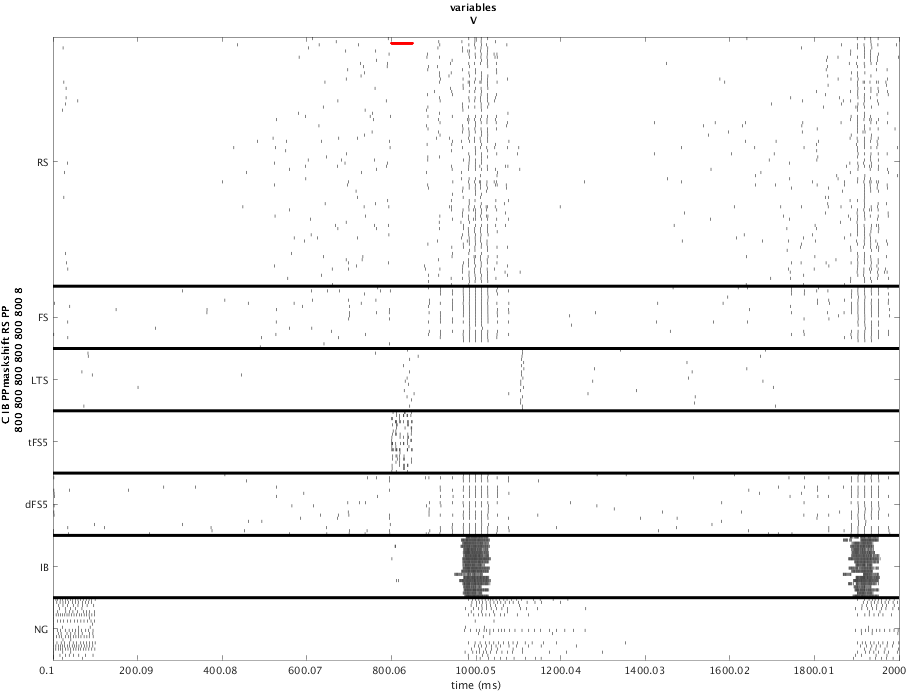 variables
V
RS
FS
LTS
tFS5
dFS5
IB
NG
C IB PPmaskshift RS PP
800 800 800 800 800 800 800 8
0.1 200.09 400.08 600.07 800.06 1000.05 1200.04 1400.03 1600.02 1800.01 2000
time (ms)